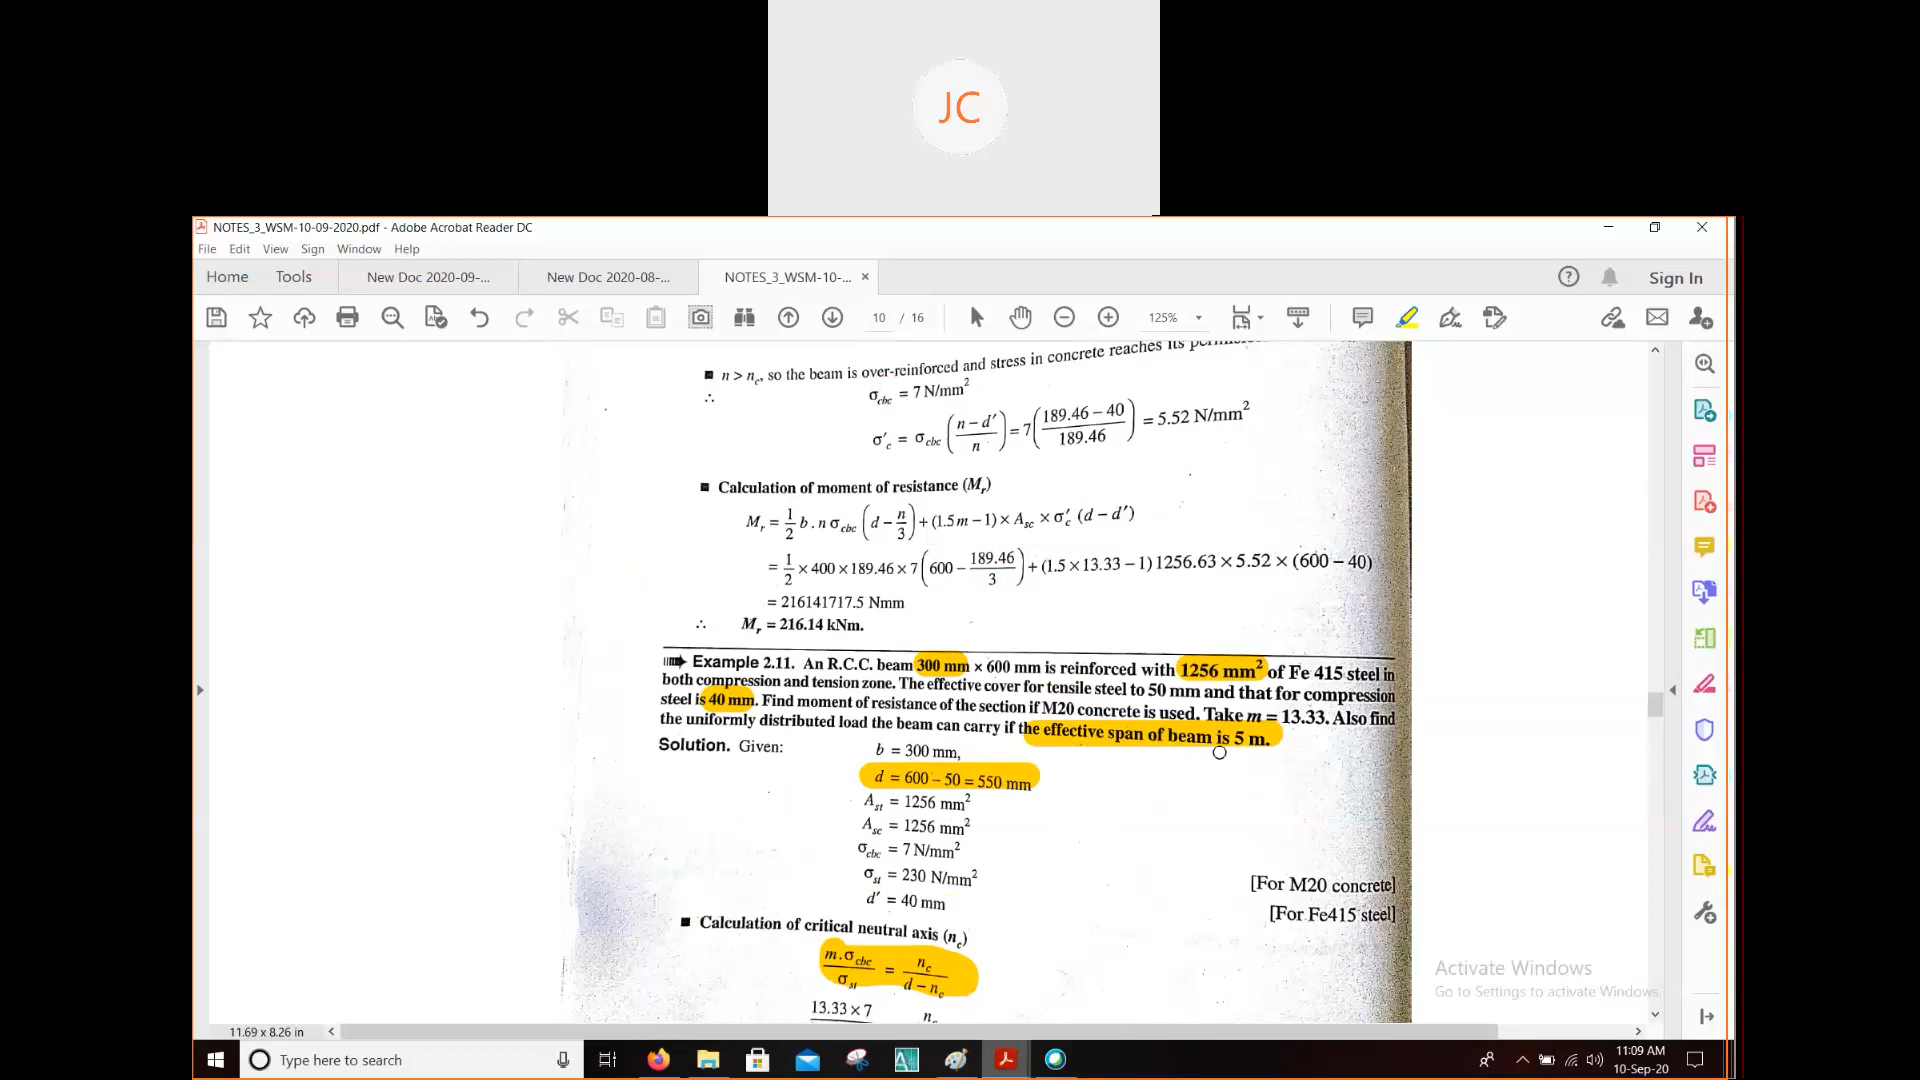 JC
NOTES_3_WSM-10-09-2020.pdf - Adobe Acrobat Reader DC
File Edit View Sign Window Help
Home Tools New Doc 2020-09-... New Doc 2020-08-... NOTES_3_WSM-10-... × Sign In
10 / 16 125%
■ n > n_c, so the beam is over-reinforced and stress in concrete reaches its
∴ σ_cbc = 7 N/mm²
σ'_c = σ_cbc ((n – d')/n) = 7 ((189.46 – 40)/189.46) = 5.52 N/mm²
■ Calculation of moment of resistance (M_r)
M_r = 1/2 b . n σ_cbc (d – n/3) + (1.5 m – 1) × A_sc × σ'_c (d – d')
= 1/2 × 400 × 189.46 × 7 (600 – 189.46/3) + (1.5 × 13.33 – 1) 1256.63 × 5.52 × (600 – 40)
= 216141717.5 Nmm
∴ M_r = 216.14 kNm.
Example 2.11. An R.C.C. beam 300 mm × 600 mm is reinforced with 1256 mm² of Fe 415 steel in
both compression and tension zone. The effective cover for tensile steel to 50 mm and that for compression
steel is 40 mm. Find moment of resistance of the section if M20 concrete is used. Take m = 13.33. Also find
the uniformly distributed load the beam can carry if the effective span of beam is 5 m.
Solution. Given: b = 300 mm,
d = 600 – 50 = 550 mm
A_st = 1256 mm²
A_sc = 1256 mm²
σ_cbc = 7 N/mm² [For M20 concrete]
σ_st = 230 N/mm² [For Fe415 steel]
d' = 40 mm
■ Calculation of critical neutral axis (n_c)
m.σ_cbc/σ_st = n_c/(d – n_c)
13.33 × 7 n_c
Activate Windows
Go to Settings to activate Windows.
11.69 x 8.26 in
Type here to search
11:09 AM
10-Sep-20